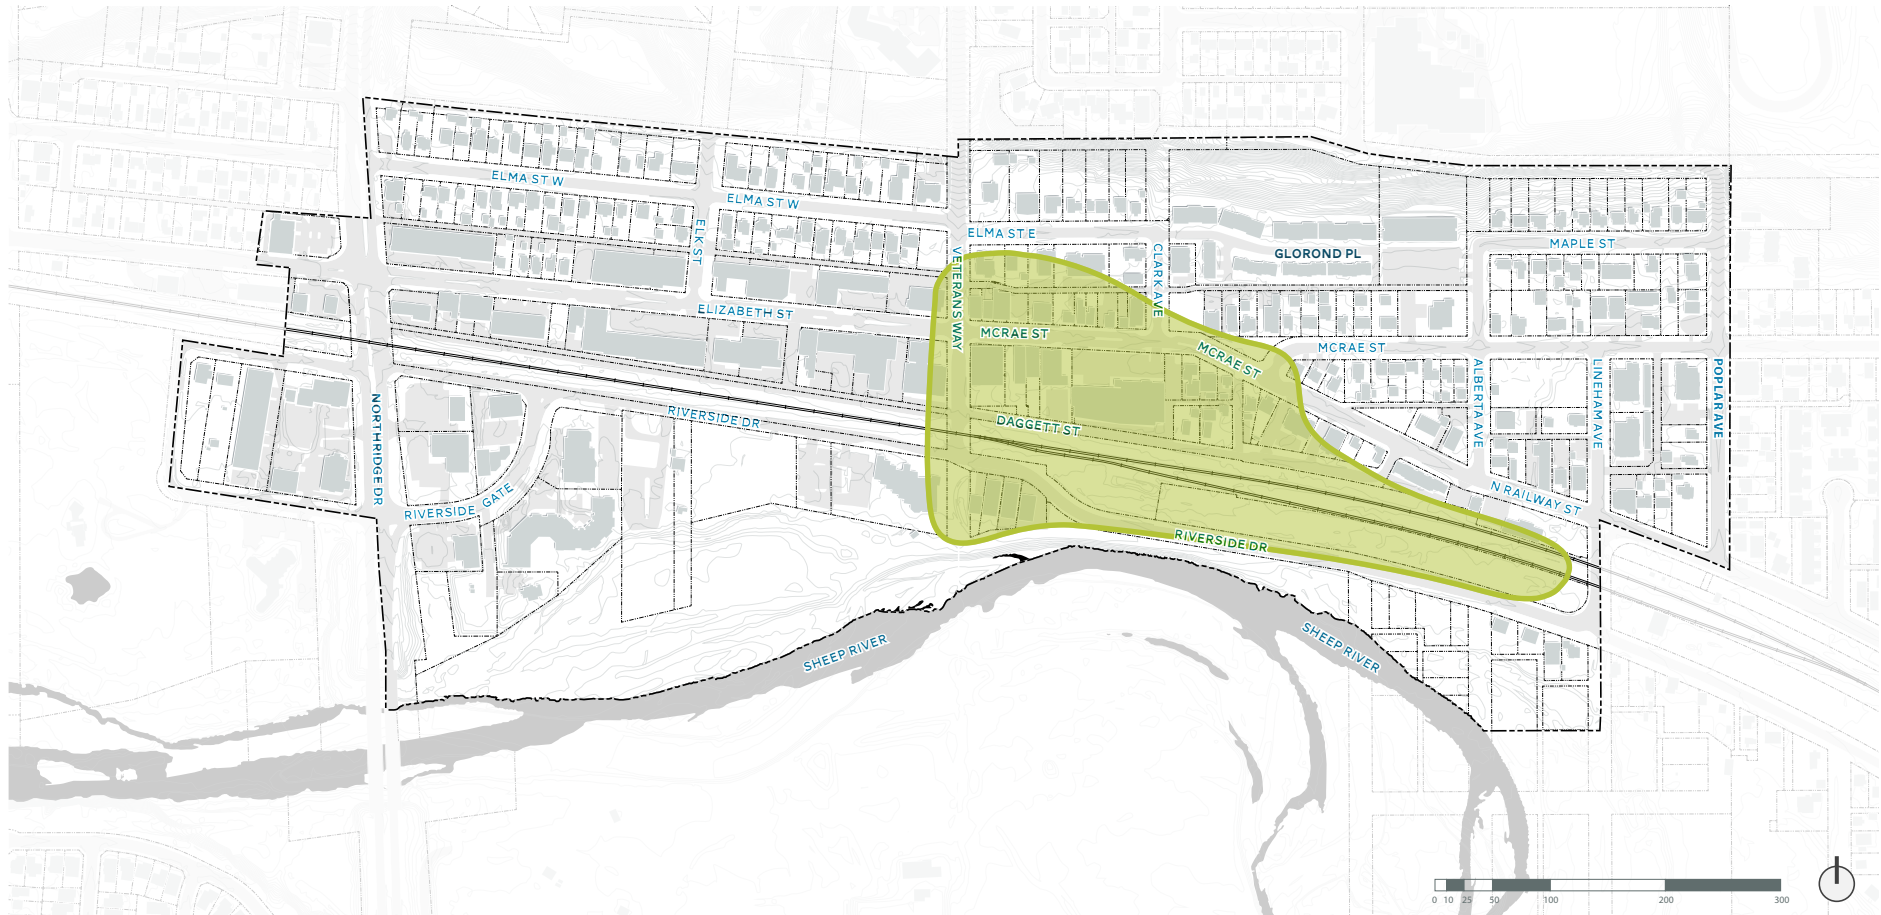 ELMA ST W
ELMA ST W
ELK ST
ELMA ST E
VETERANS WAY
CLARK AVE
GLOROND PL
MAPLE ST
ELIZABETH ST
MCRAE ST
MCRAE ST
MCRAE ST
ALBERTA AVE
LINEHAM AVE
POPLAR AVE
NORTHRIDGE DR
RIVERSIDE DR
DAGGETT ST
RIVERSIDE GATE
N RAILWAY ST
RIVERSIDE DR
SHEEP RIVER
SHEEP RIVER
0 10 25 50 100 200 300